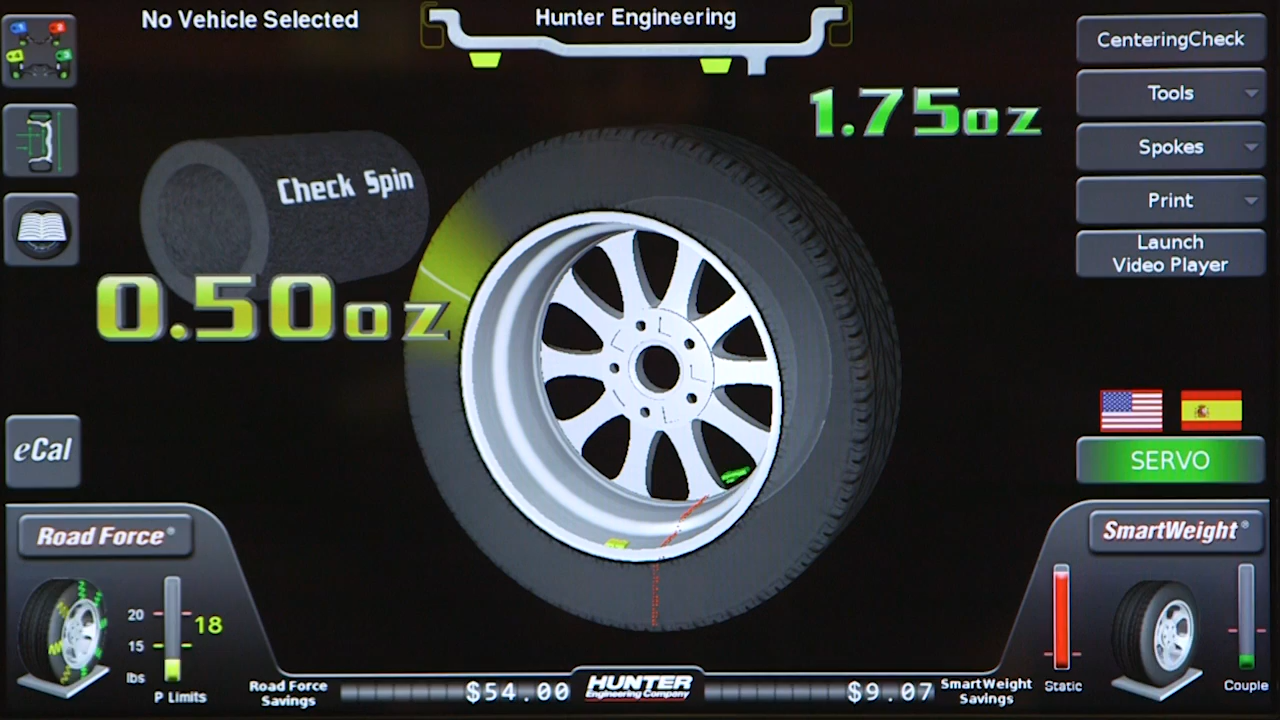 No Vehicle Selected
Hunter Engineering
CenteringCheck
Tools
Spokes
Print
Launch
Video Player
1.75oz
Check Spin
0.50oz
eCal
SERVO
Road Force®
20
15
lbs
18
P Limits
Road Force
Savings
$54.00
HUNTER
Engineering Company
$9.07
SmartWeight
Savings
SmartWeight®
Static
Couple